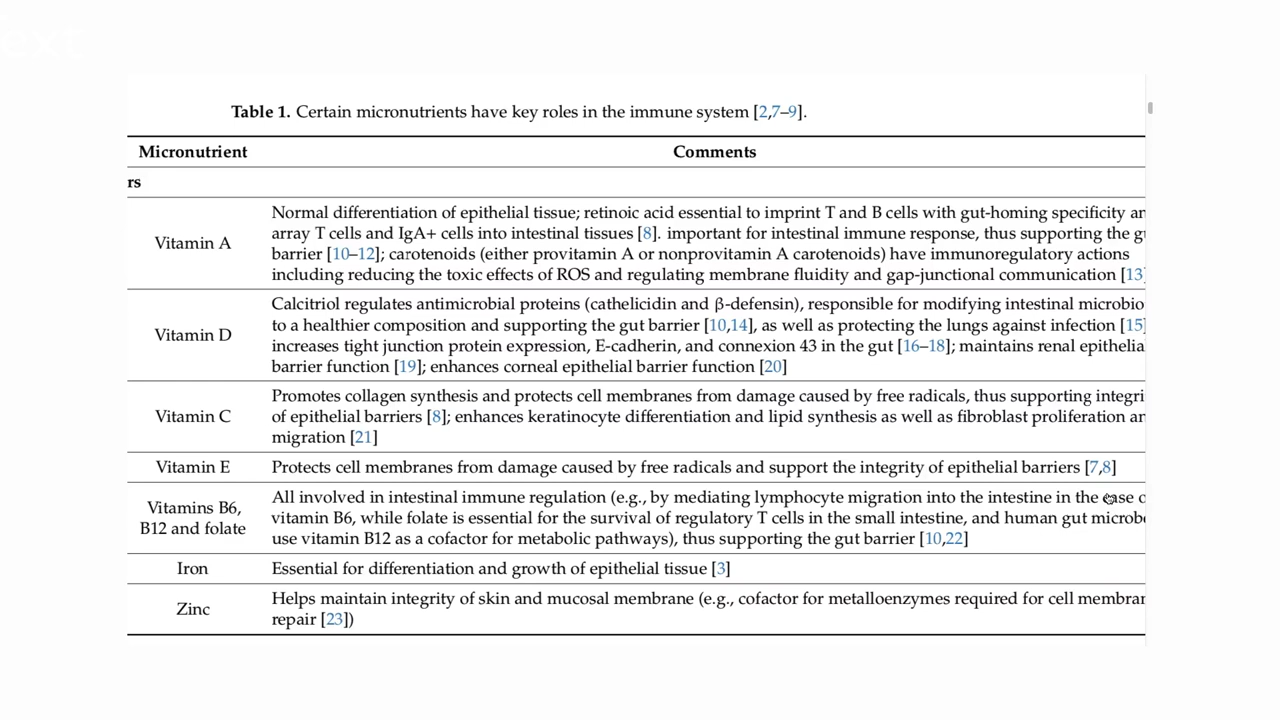 ext
Table 1. Certain micronutrients have key roles in the immune system [2,7–9].
Micronutrient Comments
rs
Vitamin A
Normal differentiation of epithelial tissue; retinoic acid essential to imprint T and B cells with gut-homing specificity
array T cells and IgA+ cells into intestinal tissues [8]. important for intestinal immune response, thus supporting the
barrier [10–12]; carotenoids (either provitamin A or nonprovitamin A carotenoids) have immunoregulatory actions
including reducing the toxic effects of ROS and regulating membrane fluidity and gap-junctional communication [13]
Vitamin D
Calcitriol regulates antimicrobial proteins (cathelicidin and β-defensin), responsible for modifying intestinal microbio
to a healthier composition and supporting the gut barrier [10,14], as well as protecting the lungs against infection [15]
increases tight junction protein expression, E-cadherin, and connexion 43 in the gut [16–18]; maintains renal epithelia
barrier function [19]; enhances corneal epithelial barrier function [20]
Vitamin C
Promotes collagen synthesis and protects cell membranes from damage caused by free radicals, thus supporting integri
of epithelial barriers [8]; enhances keratinocyte differentiation and lipid synthesis as well as fibroblast proliferation
migration [21]
Vitamin E
Protects cell membranes from damage caused by free radicals and support the integrity of epithelial barriers [7,8]
Vitamins B6,
B12 and folate
All involved in intestinal immune regulation (e.g., by mediating lymphocyte migration into the intestine in the case
vitamin B6, while folate is essential for the survival of regulatory T cells in the small intestine, and human gut microb
use vitamin B12 as a cofactor for metabolic pathways), thus supporting the gut barrier [10,22]
Iron
Essential for differentiation and growth of epithelial tissue [3]
Zinc
Helps maintain integrity of skin and mucosal membrane (e.g., cofactor for metalloenzymes required for cell membra
repair [23])